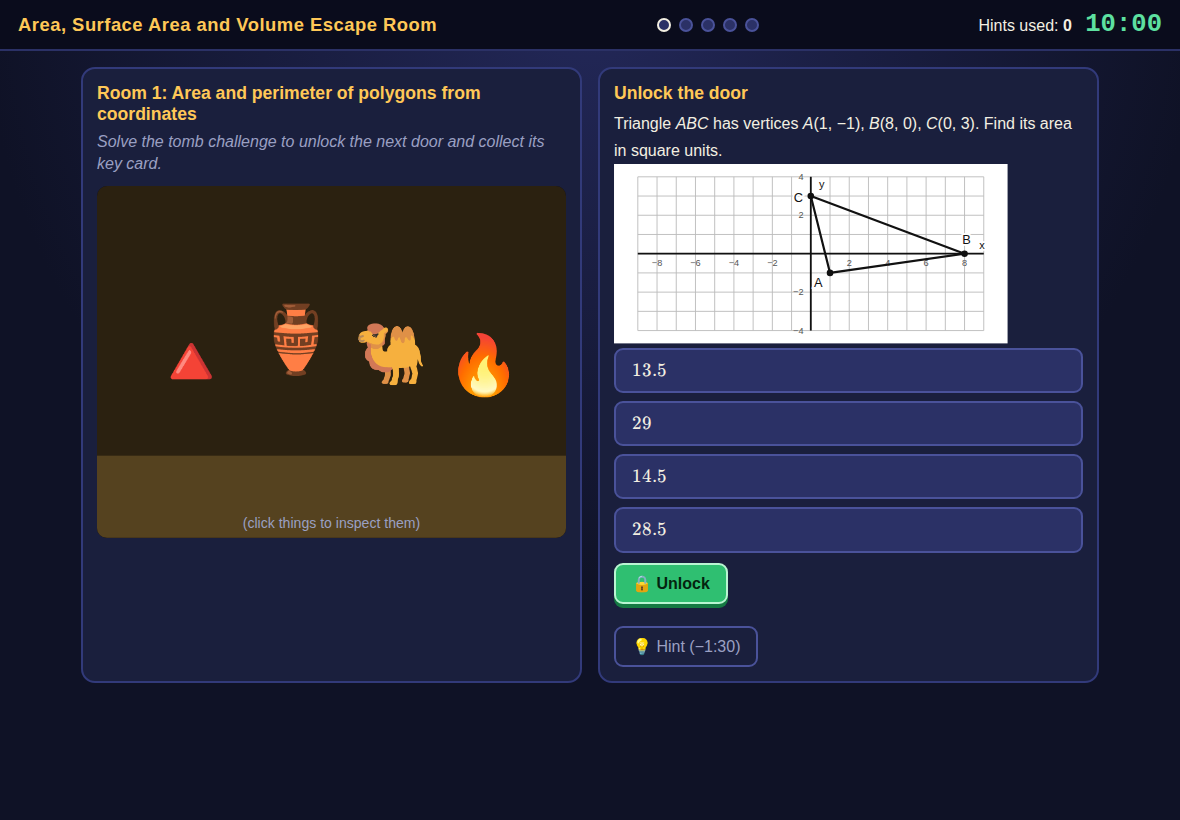 Area, Surface Area and Volume Escape Room
Hints used: 0 10:00
Room 1: Area and perimeter of polygons from
coordinates
Solve the tomb challenge to unlock the next door and collect its
key card.
(click things to inspect them)
Unlock the door
Triangle ABC has vertices A(1, −1), B(8, 0), C(0, 3). Find its area
in square units.
4
y
C
2
B
x
−8 −6 −4 −2 2 4 6 8
A
−2
−4
13.5
29
14.5
28.5
🔒 Unlock
💡 Hint (−1:30)